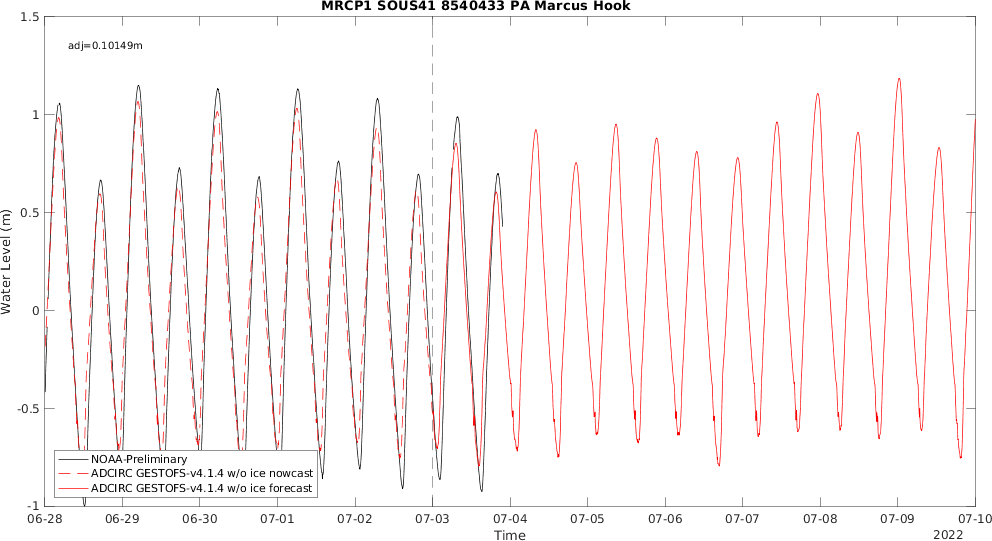 MRCP1 SOUS41 8540433 PA Marcus Hook
adj=0.10149m
Water Level (m)
1.5
1
0.5
0
-0.5
-1
NOAA-Preliminary
ADCIRC GESTOFS-v4.1.4 w/o ice nowcast
ADCIRC GESTOFS-v4.1.4 w/o ice forecast
06-28 06-29 06-30 07-01 07-02 07-03 07-04 07-05 07-06 07-07 07-08 07-09 07-10
Time
2022